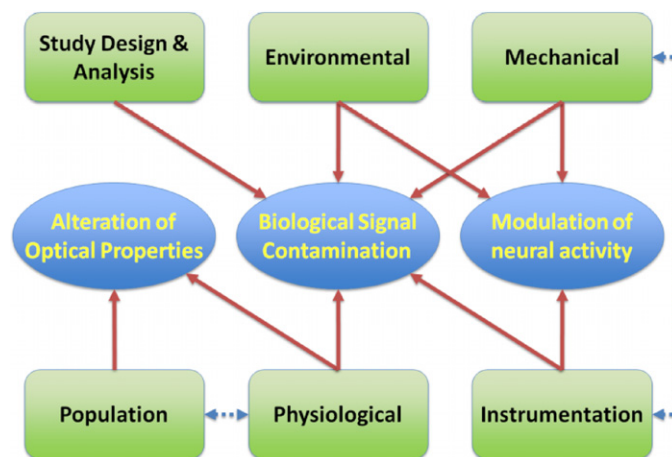 Study Design &
Analysis
Environmental
Mechanical
Alteration of
Optical Properties
Biological Signal
Contamination
Modulation of
neural activity
Population
Physiological
Instrumentation